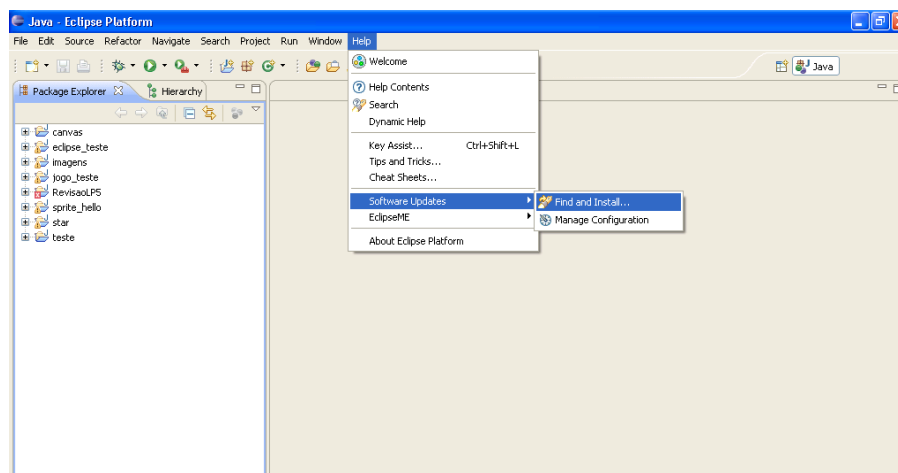 Java - Eclipse Platform
File Edit Source Refactor Navigate Search Project Run Window Help
Java
Package Explorer Hierarchy
canvas
eclipse_teste
imagens
jogo_teste
RevisaoLP5
sprite_hello
star
teste
Welcome
Help Contents
Search
Dynamic Help
Key Assist... Ctrl+Shift+L
Tips and Tricks...
Cheat Sheets...
Software Updates
EclipseME
About Eclipse Platform
Find and Install...
Manage Configuration